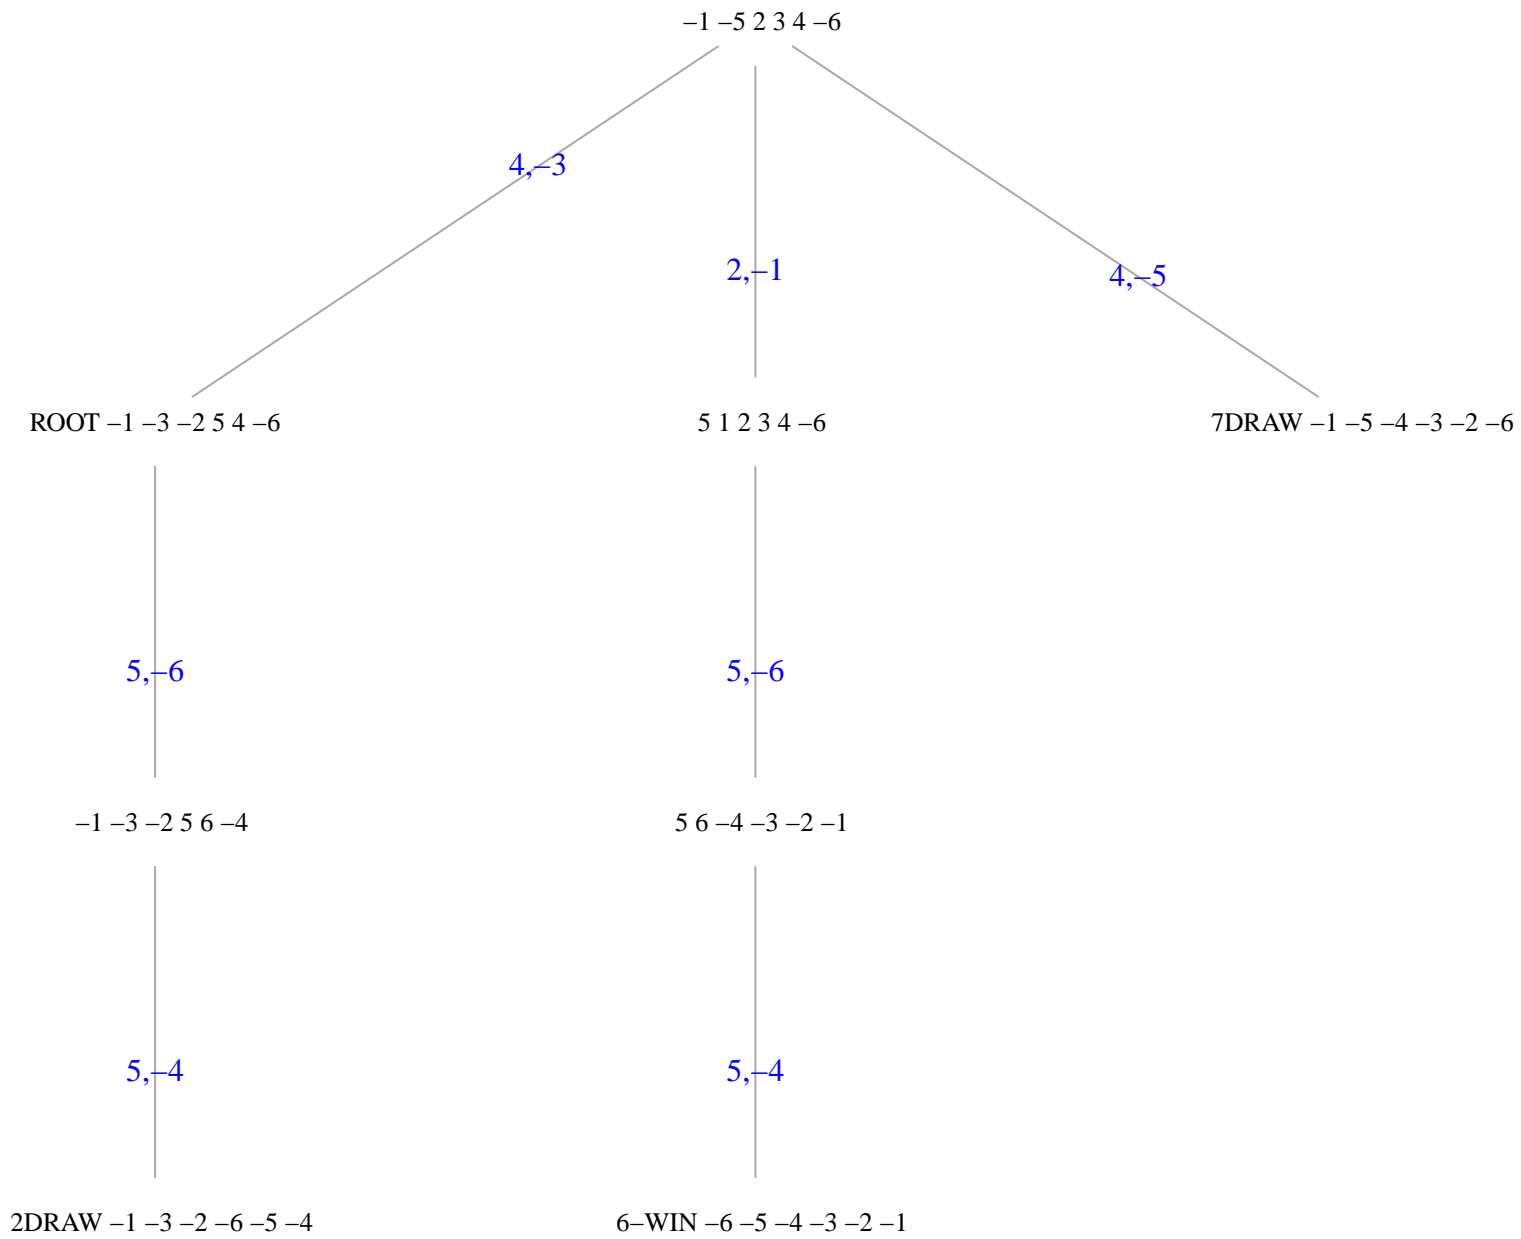 –1 –5 2 3 4 –6
4,–3
2,–1
4,–5
ROOT –1 –3 –2 5 4 –6
5 1 2 3 4 –6
7DRAW –1 –5 –4 –3 –2 –6
5,–6
5,–6
–1 –3 –2 5 6 –4
5 6 –4 –3 –2 –1
5,–4
5,–4
2DRAW –1 –3 –2 –6 –5 –4
6–WIN –6 –5 –4 –3 –2 –1